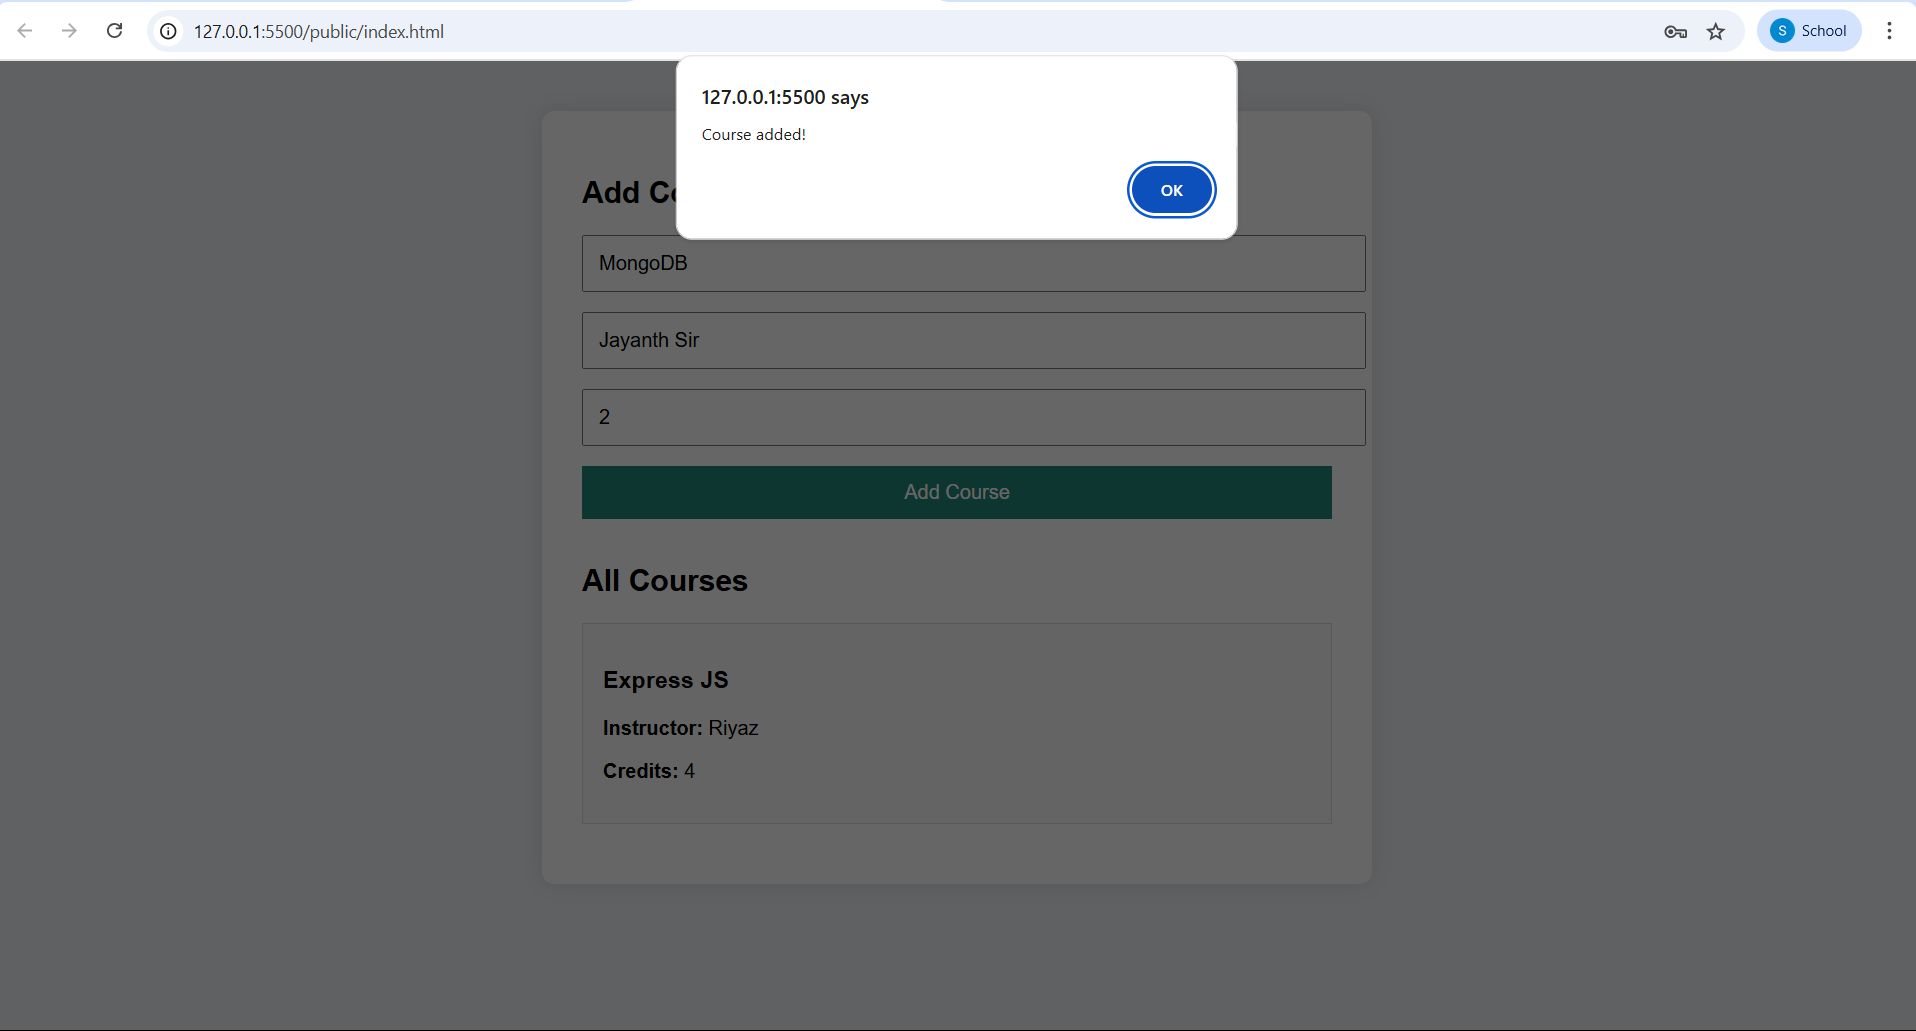 127.0.0.1:5500/public/index.html
S School
127.0.0.1:5500 says
Course added!
OK
Add Co
MongoDB
Jayanth Sir
2
Add Course
All Courses
Express JS
Instructor: Riyaz
Credits: 4